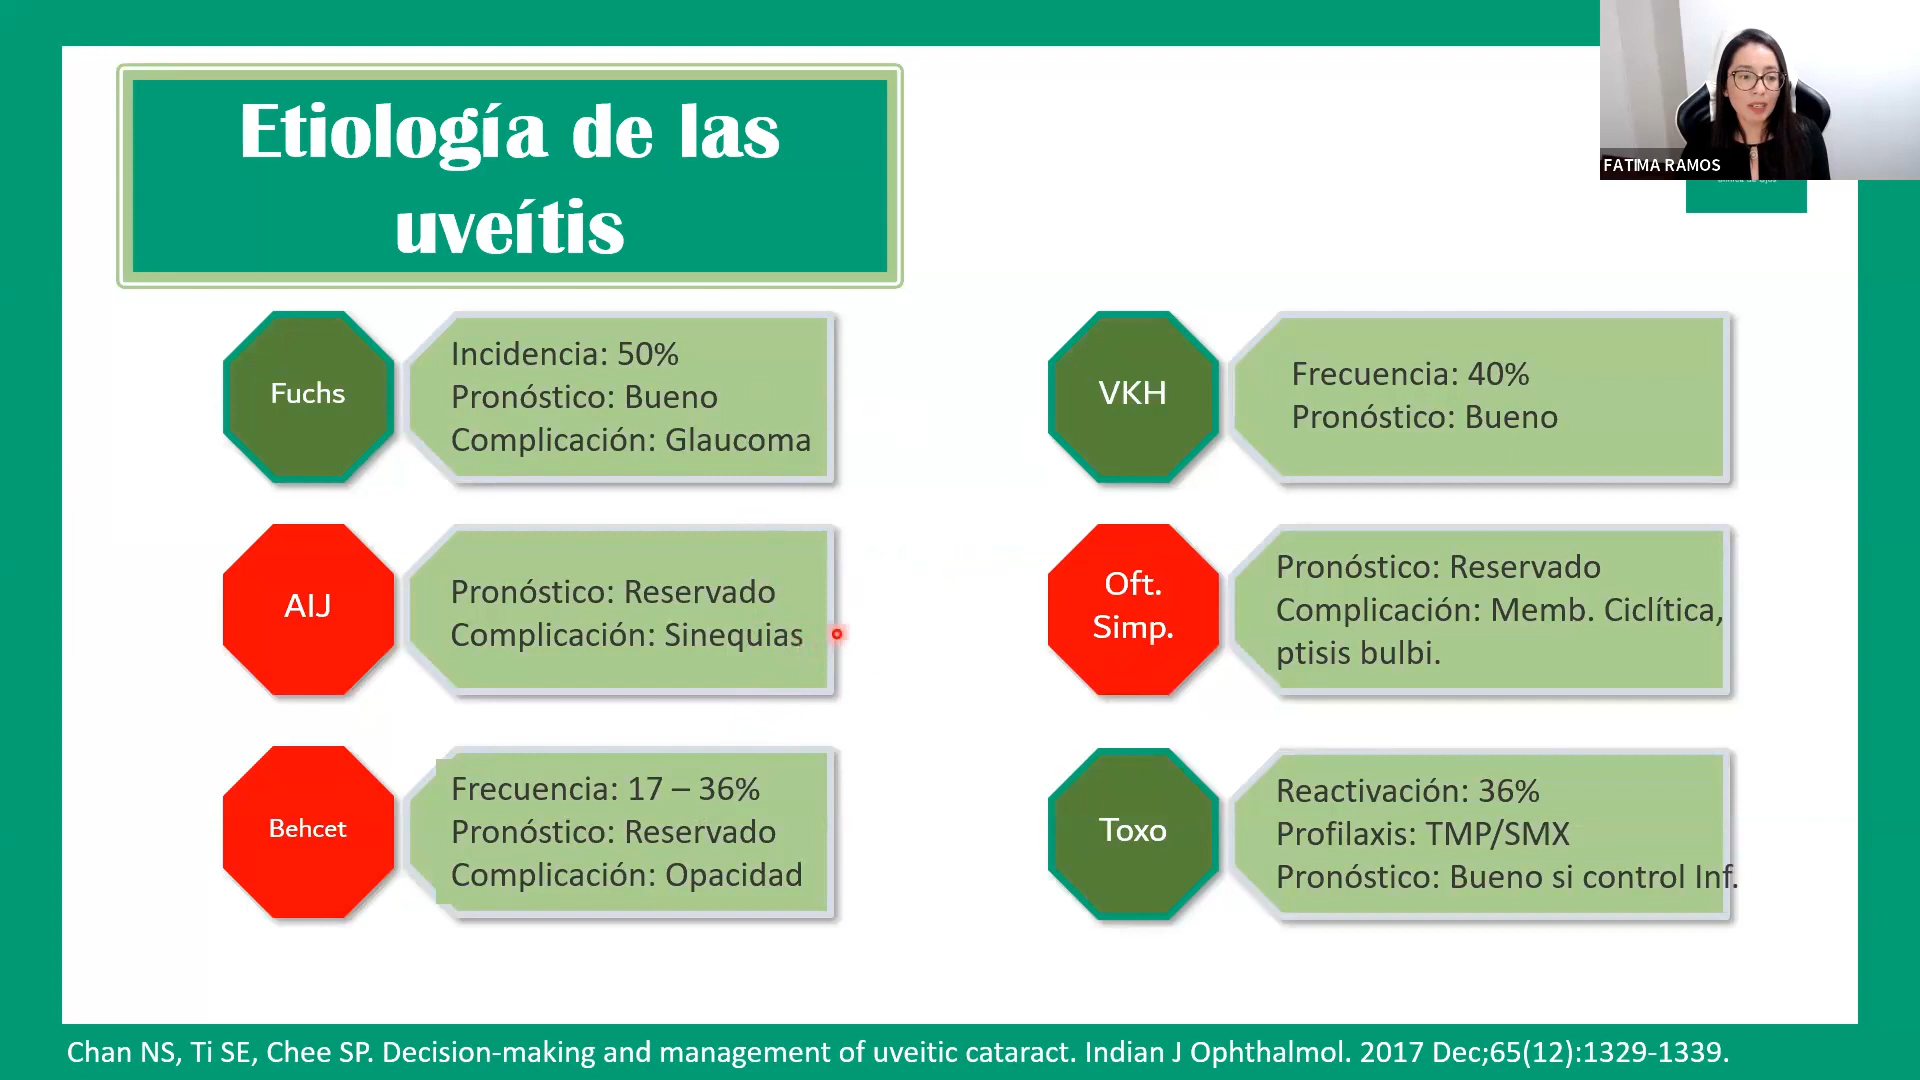 Etiología de las
uveítis
FATIMA RAMOS
Fuchs
Incidencia: 50%
Pronóstico: Bueno
Complicación: Glaucoma
VKH
Frecuencia: 40%
Pronóstico: Bueno
AIJ
Pronóstico: Reservado
Complicación: Sinequias
Oft.
Simp.
Pronóstico: Reservado
Complicación: Memb. Ciclítica,
ptisis bulbi.
Behcet
Frecuencia: 17 – 36%
Pronóstico: Reservado
Complicación: Opacidad
Toxo
Reactivación: 36%
Profilaxis: TMP/SMX
Pronóstico: Bueno si control Inf.
Chan NS, Ti SE, Chee SP. Decision-making and management of uveitic cataract. Indian J Ophthalmol. 2017 Dec;65(12):1329-1339.